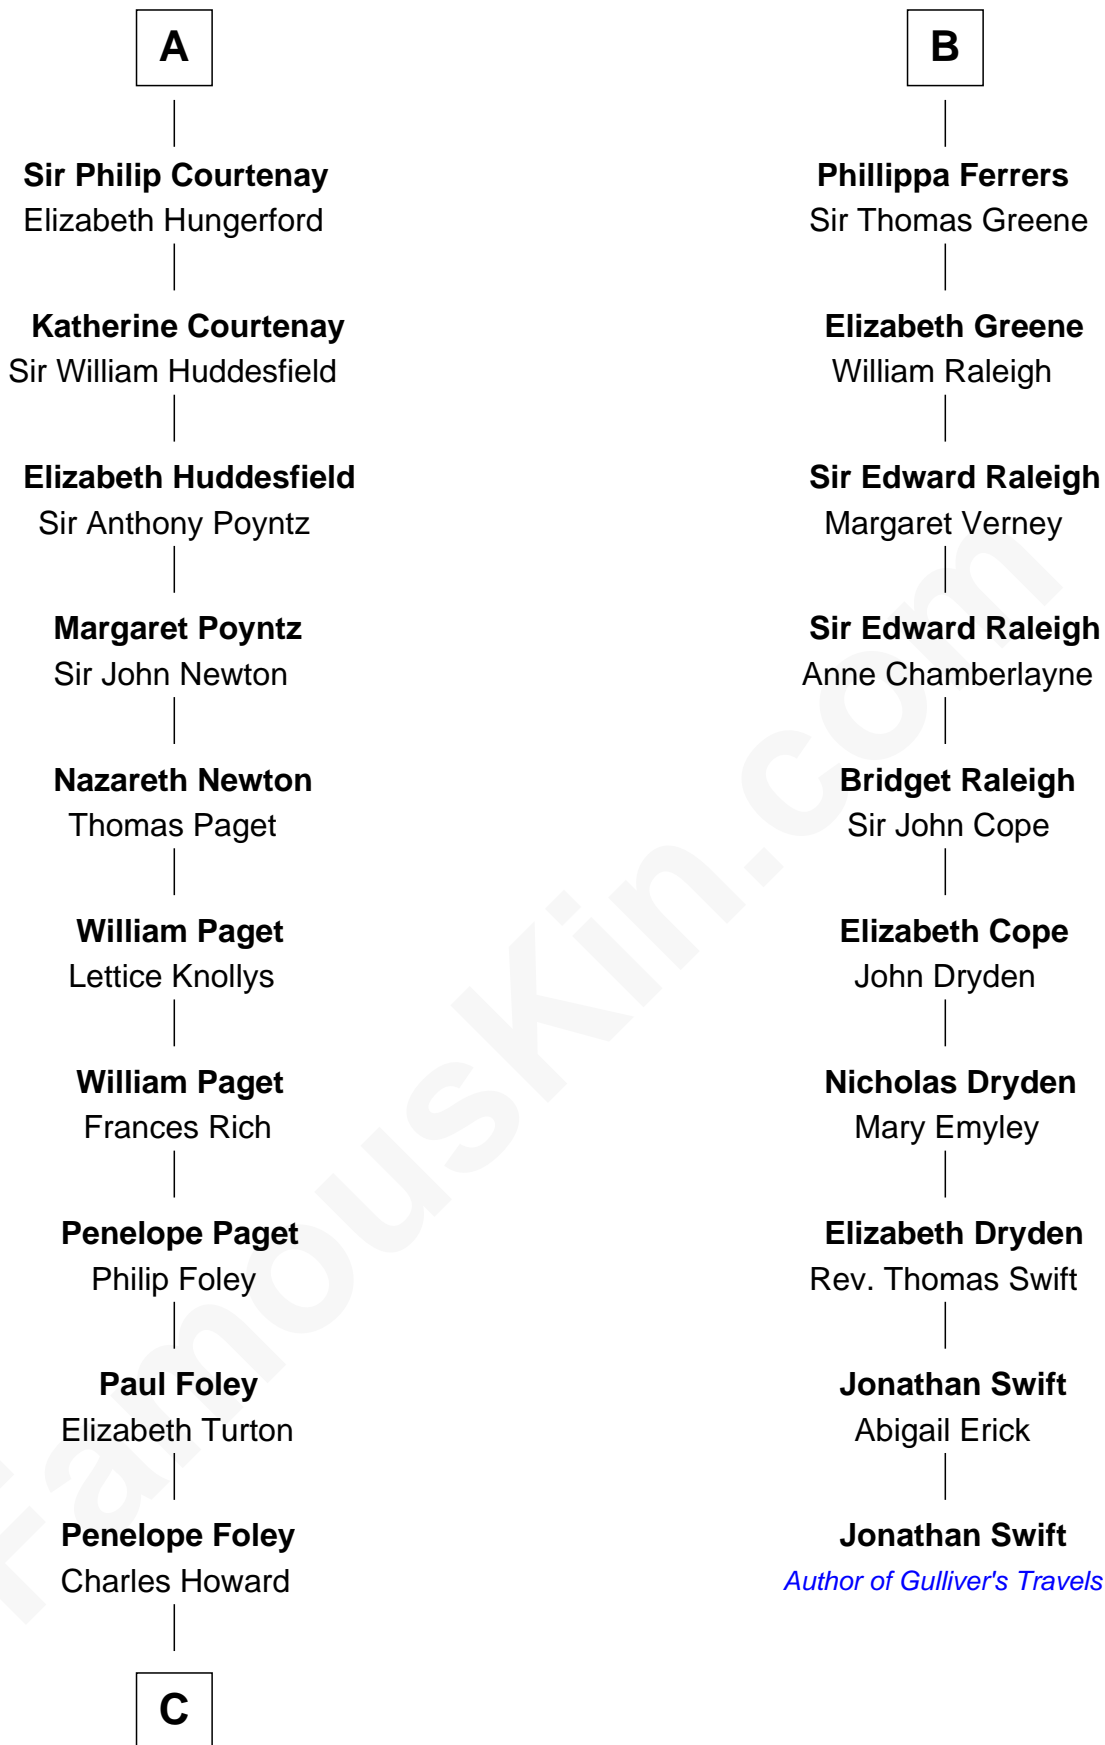 A
Sir Philip Courtenay
Elizabeth Hungerford
Katherine Courtenay
Sir William Huddesfield
Elizabeth Huddesfield
Sir Anthony Poyntz
Margaret Poyntz
Sir John Newton
Nazareth Newton
Thomas Paget
William Paget
Lettice Knollys
William Paget
Frances Rich
Penelope Paget
Philip Foley
Paul Foley
Elizabeth Turton
Penelope Foley
Charles Howard
C
B
Phillippa Ferrers
Sir Thomas Greene
Elizabeth Greene
William Raleigh
Sir Edward Raleigh
Margaret Verney
Sir Edward Raleigh
Anne Chamberlayne
Bridget Raleigh
Sir John Cope
Elizabeth Cope
John Dryden
Nicholas Dryden
Mary Emyley
Elizabeth Dryden
Rev. Thomas Swift
Jonathan Swift
Abigail Erick
Jonathan Swift
Author of Gulliver's Travels
FamousKin.com